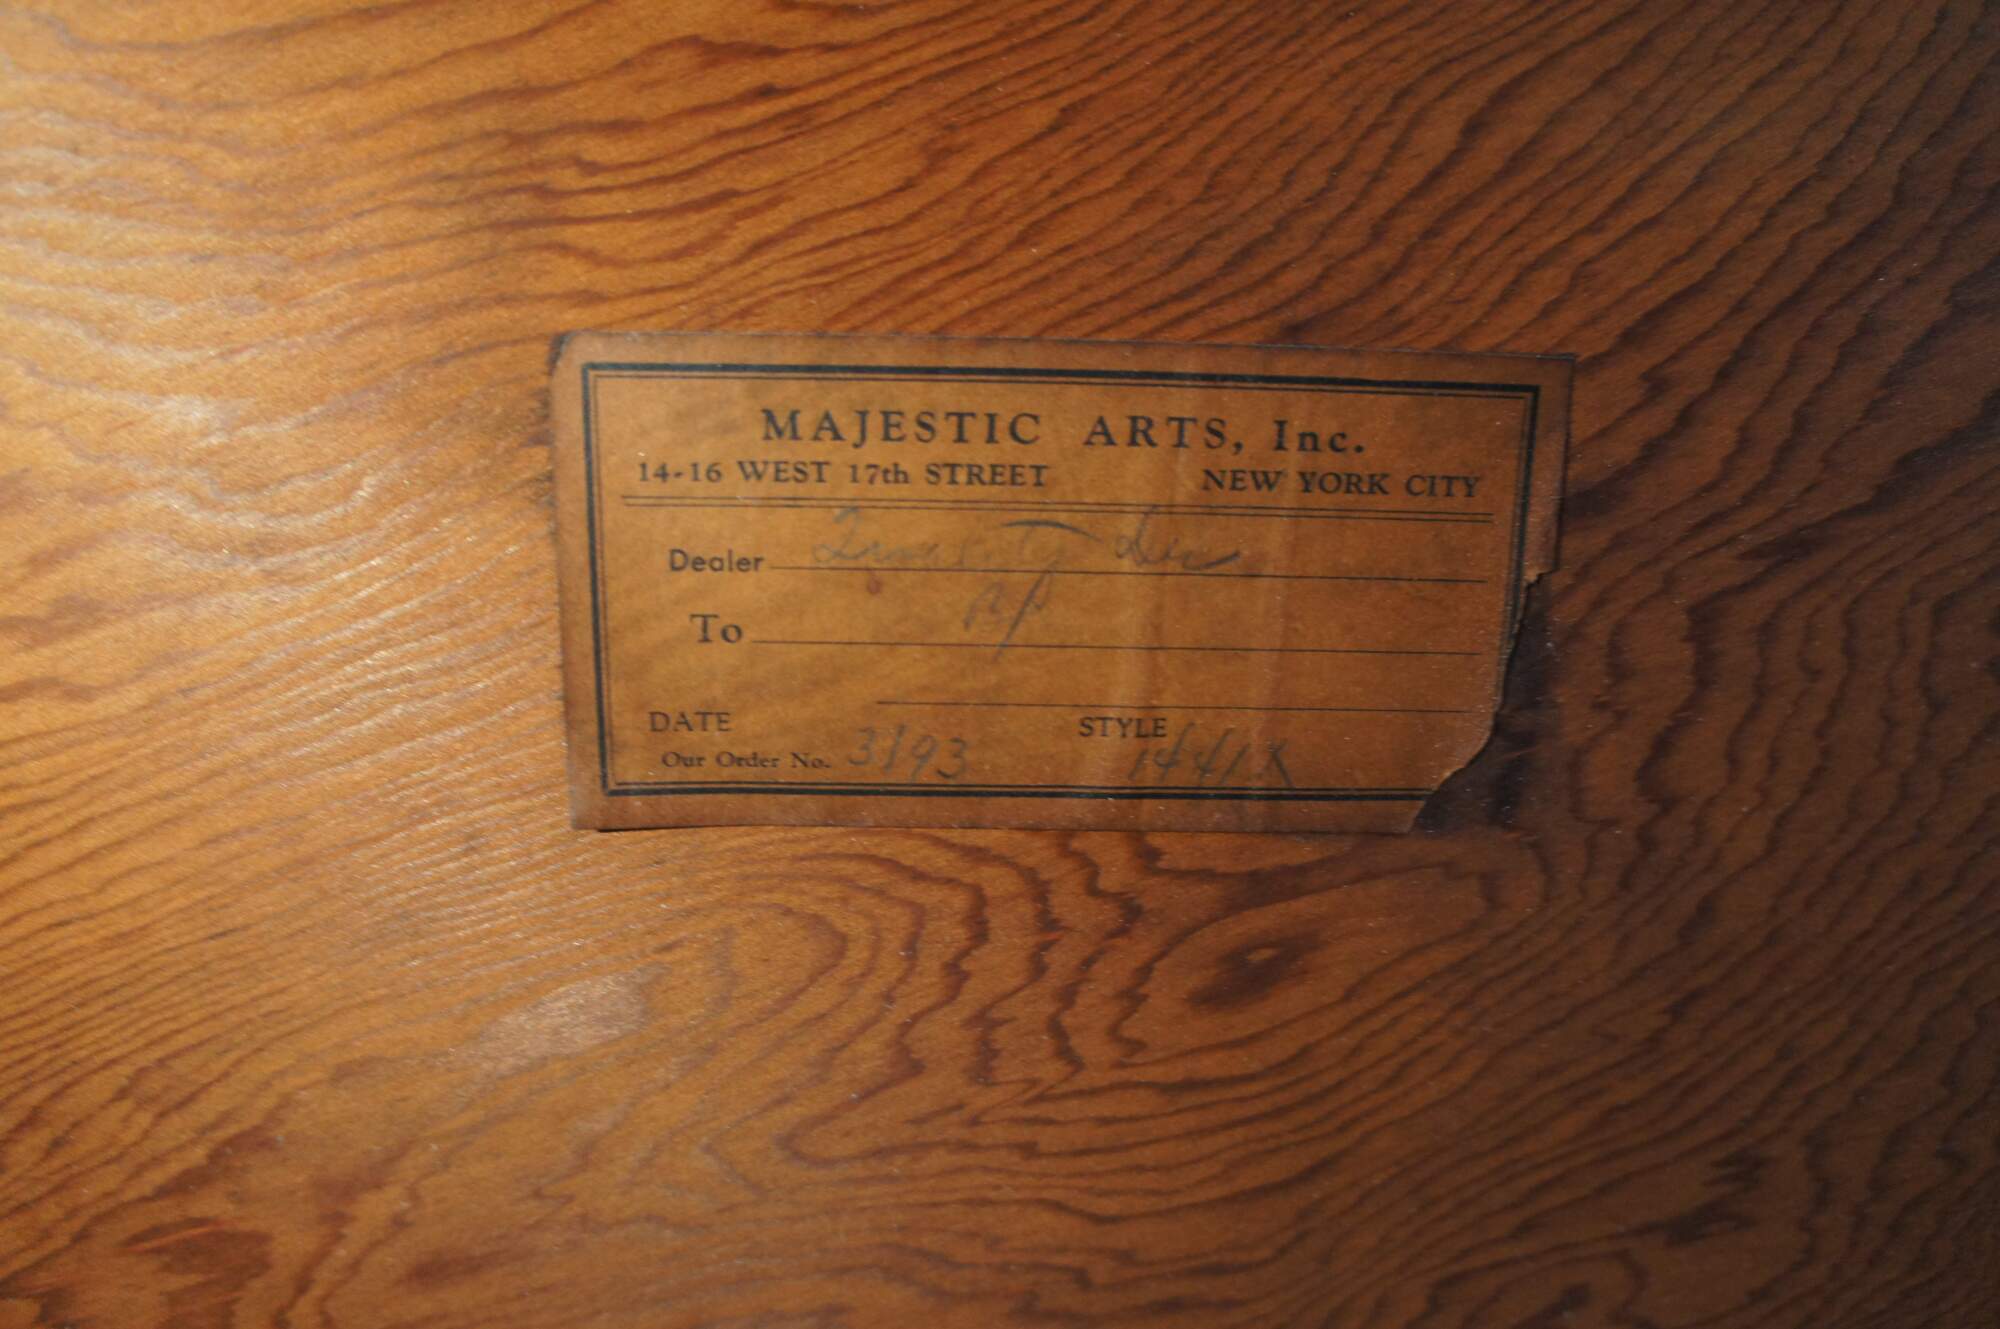 MAJESTIC ARTS, Inc.
14-16 WEST 17th STREET NEW YORK CITY
Dealer
To
DATE STYLE
Our Order No. 3193 1441X